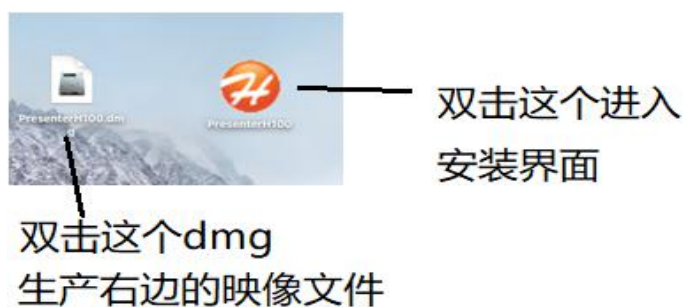 PresenterH100.dm
g
PresenterH100
双击这个进入
安装界面
双击这个dmg
生产右边的映像文件